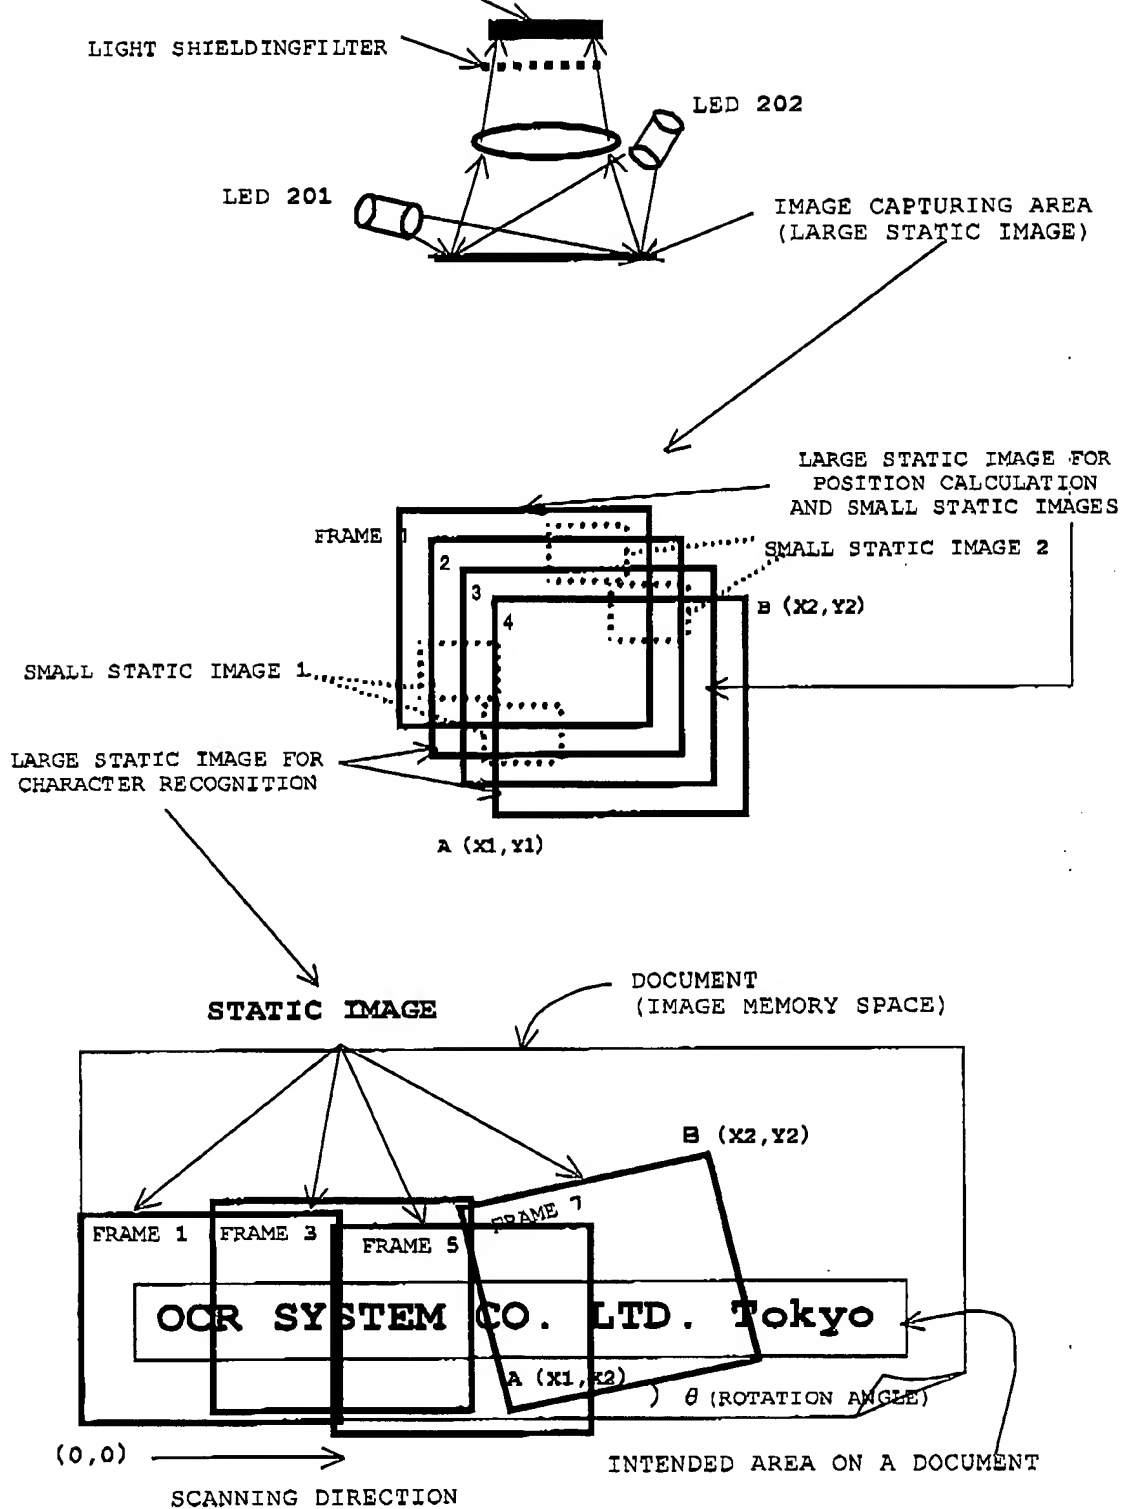 LIGHT SHIELDINGFILTER
LED 202
LED 201
IMAGE CAPTURING AREA
(LARGE STATIC IMAGE)
LARGE STATIC IMAGE FOR
POSITION CALCULATION
AND SMALL STATIC IMAGES
FRAME 1
SMALL STATIC IMAGE 2
2
3
4
B (X2,Y2)
SMALL STATIC IMAGE 1
LARGE STATIC IMAGE FOR
CHARACTER RECOGNITION
A (X1,Y1)
STATIC IMAGE
DOCUMENT
(IMAGE MEMORY SPACE)
B (X2,Y2)
FRAME 1
FRAME 3
FRAME 5
FRAME 7
OCR SYSTEM CO. LTD. Tokyo
A (X1,X2)
θ (ROTATION ANGLE)
(0,0)
INTENDED AREA ON A DOCUMENT
SCANNING DIRECTION